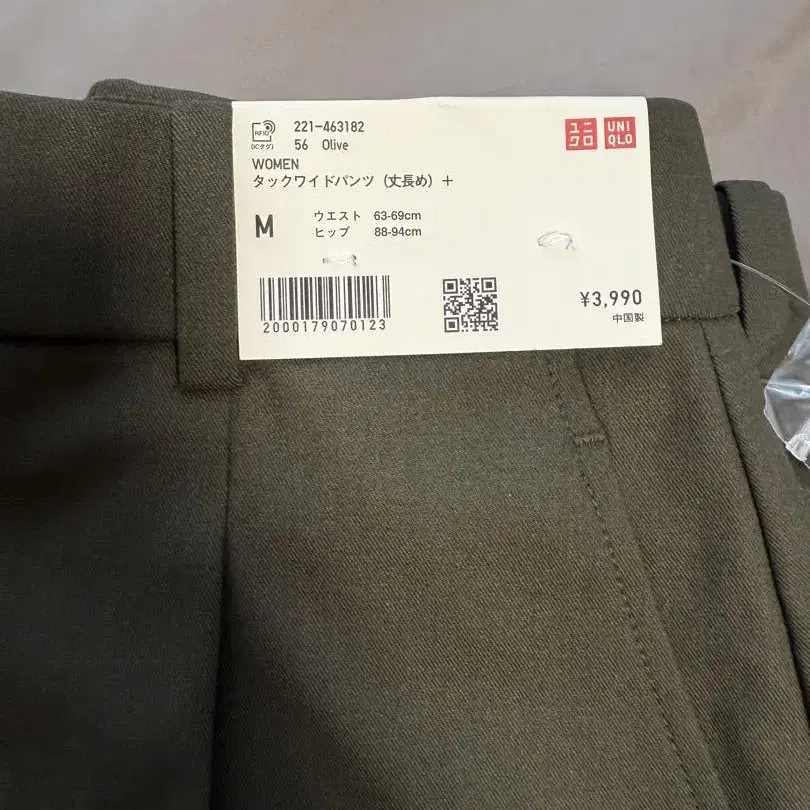 RFID
(ICタグ)
221-463182
56 Olive
ユニクロ
UNIQLO
WOMEN
タックワイドパンツ (丈長め) +
M
ウエスト 63-69cm
ヒップ 88-94cm
2000179070123
¥3,990
中国製